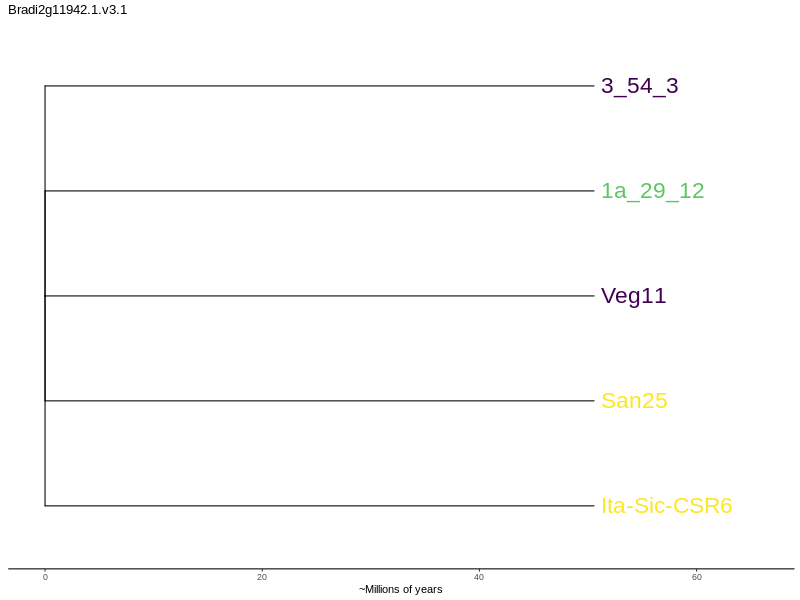 Bradi2g11942.1.v3.1
3_54_3
1a_29_12
Veg11
San25
Ita-Sic-CSR6
0 20 40 60
~Millions of years